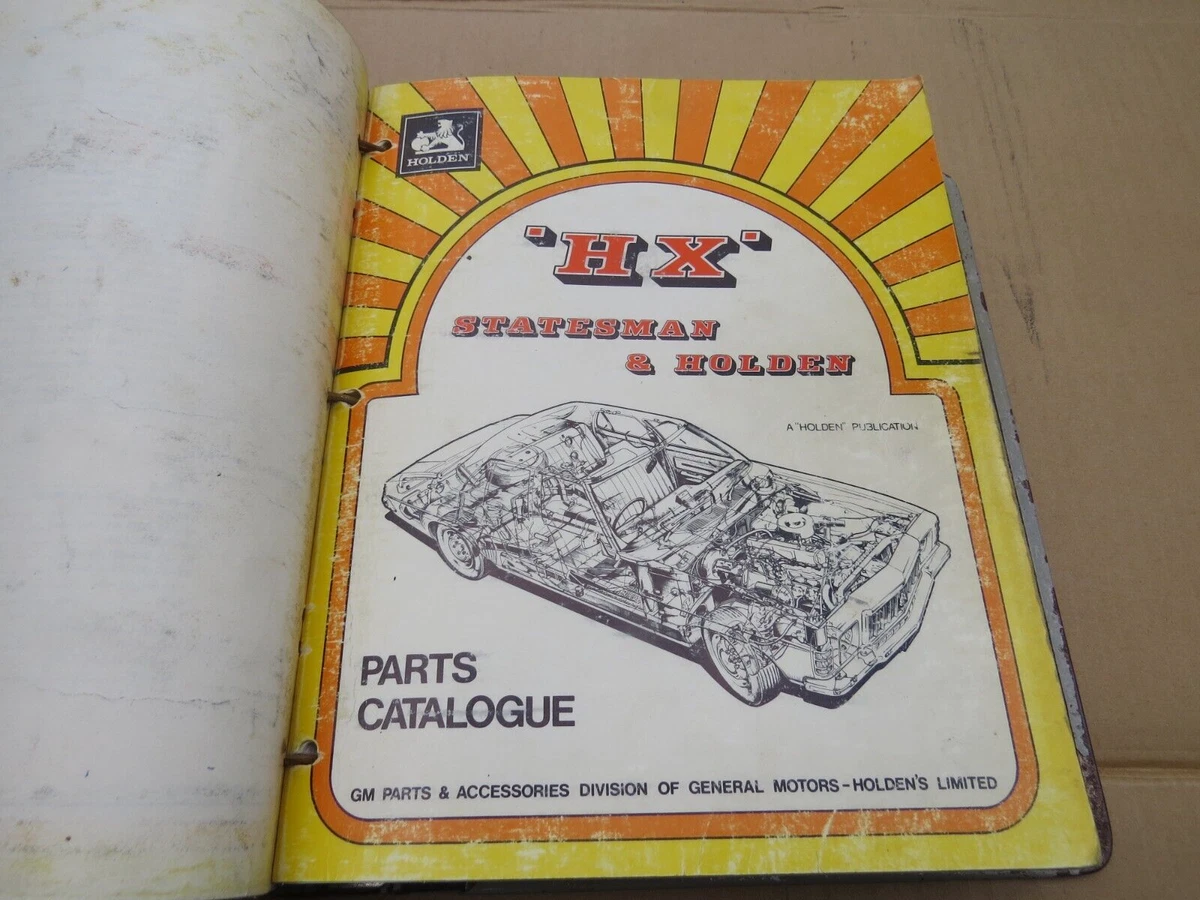 HOLDEN
'HX'
STATESMAN
& HOLDEN
A "HOLDEN" PUBLICATION
PARTS
CATALOGUE
GM PARTS & ACCESSORIES DIVISION OF GENERAL MOTORS-HOLDEN'S LIMITED